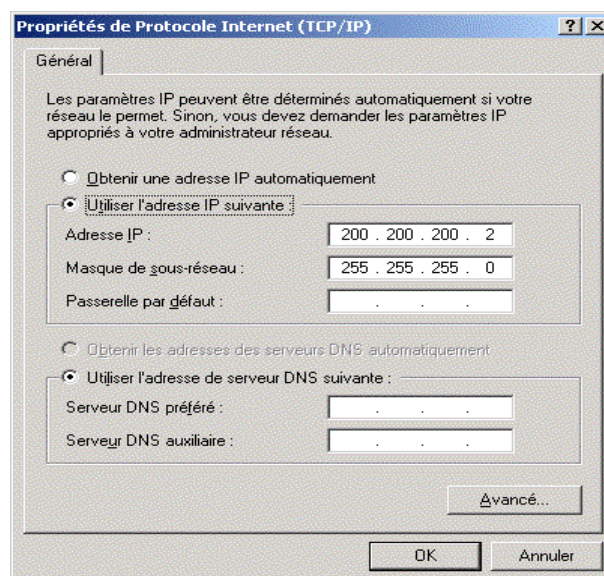 Propriétés de Protocole Internet (TCP/IP)
Général
Les paramètres IP peuvent être déterminés automatiquement si votre
réseau le permet. Sinon, vous devez demander les paramètres IP
appropriés à votre administrateur réseau.
Obtenir une adresse IP automatiquement
Utiliser l'adresse IP suivante :
Adresse IP : 200 . 200 . 200 . 2
Masque de sous-réseau : 255 . 255 . 255 . 0
Passerelle par défaut : . . .
Obtenir les adresses des serveurs DNS automatiquement
Utiliser l'adresse de serveur DNS suivante :
Serveur DNS préféré : . . .
Serveur DNS auxiliaire : . . .
Avancé...
OK Annuler